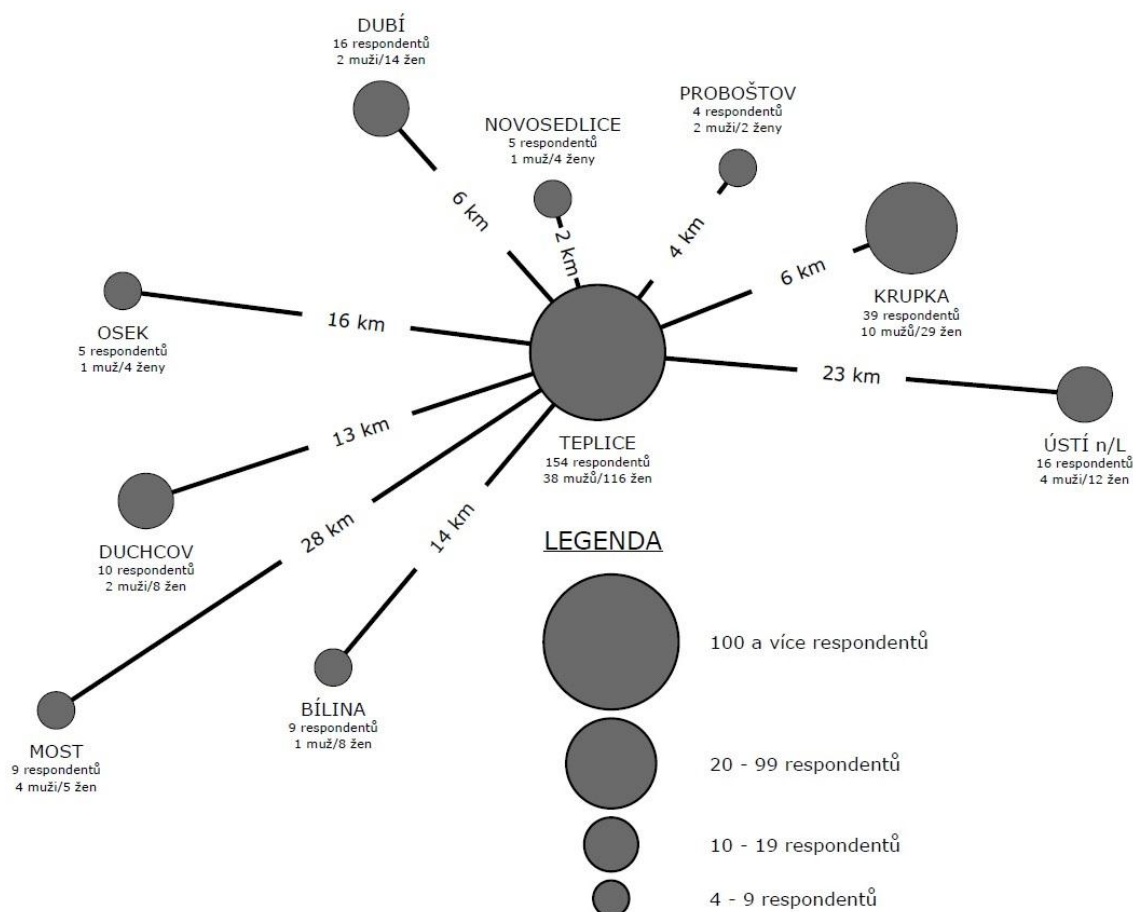 DUBÍ
16 respondentů
2 muži/14 žen
PROBOŠTOV
4 respondentů
2 muži/2 ženy
NOVOSEDLICE
5 respondentů
1 muž/4 ženy
6 km
2 km
4 km
6 km
KRUPKA
39 respondentů
10 mužů/29 žen
OSEK
5 respondentů
1 muž/4 ženy
16 km
23 km
ÚSTÍ n/L
16 respondentů
4 muži/12 žen
13 km
TEPLICE
154 respondentů
38 mužů/116 žen
DUCHCOV
10 respondentů
2 muži/8 žen
28 km
14 km
MOST
9 respondentů
4 muži/5 žen
BÍLINA
9 respondentů
1 muž/8 žen
LEGENDA
100 a více respondentů
20 - 99 respondentů
10 - 19 respondentů
4 - 9 respondentů